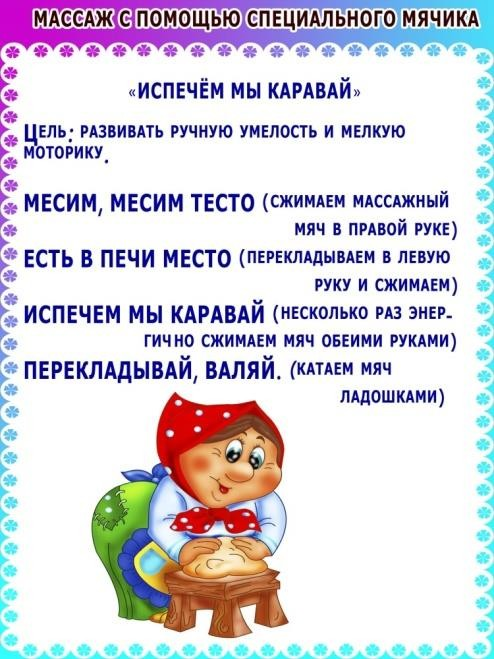 МАССАЖ С ПОМОЩЬЮ СПЕЦИАЛЬНОГО МЯЧИКА
«ИСПЕЧЁМ МЫ КАРАВАЙ»
ЦЕЛЬ: РАЗВИВАТЬ РУЧНУЮ УМЕЛОСТЬ И МЕЛКУЮ
МОТОРИКУ.
МЕСИМ, МЕСИМ ТЕСТО (СЖИМАЕМ МАССАЖНЫЙ
МЯЧ В ПРАВОЙ РУКЕ)
ЕСТЬ В ПЕЧИ МЕСТО (ПЕРЕКЛАДЫВАЕМ В ЛЕВУЮ
РУКУ И СЖИМАЕМ)
ИСПЕЧЕМ МЫ КАРАВАЙ (НЕСКОЛЬКО РАЗ ЭНЕР-
ГИЧНО СЖИМАЕМ МЯЧ ОБЕИМИ РУКАМИ)
ПЕРЕКЛАДЫВАЙ, ВАЛЯЙ. (КАТАЕМ МЯЧ
ЛАДОШКАМИ)